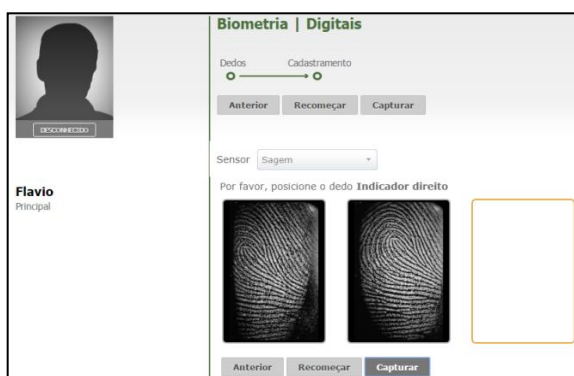 Biometria | Digitais
Dedos Cadastramento
Anterior Recomeçar Capturar
DESCONHECIDO
Sensor Sagem
Flavio
Principal
Por favor, posicione o dedo Indicador direito
Anterior Recomeçar Capturar